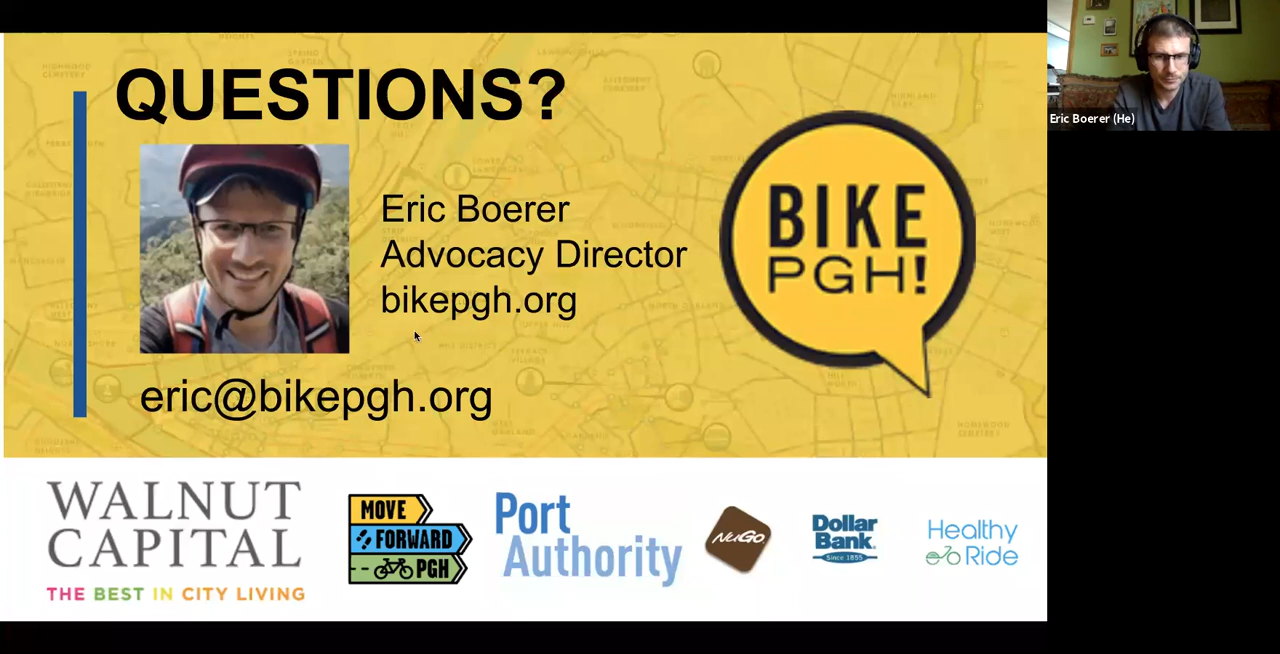 QUESTIONS?
Eric Boerer
Advocacy Director
bikepgh.org
eric@bikepgh.org
BIKE
PGH!
WALNUT
CAPITAL
THE BEST IN CITY LIVING
MOVE
FORWARD
PGH
Port
Authority
NuGo
Dollar
Bank
Since 1855
Healthy
Ride
Eric Boerer (He)